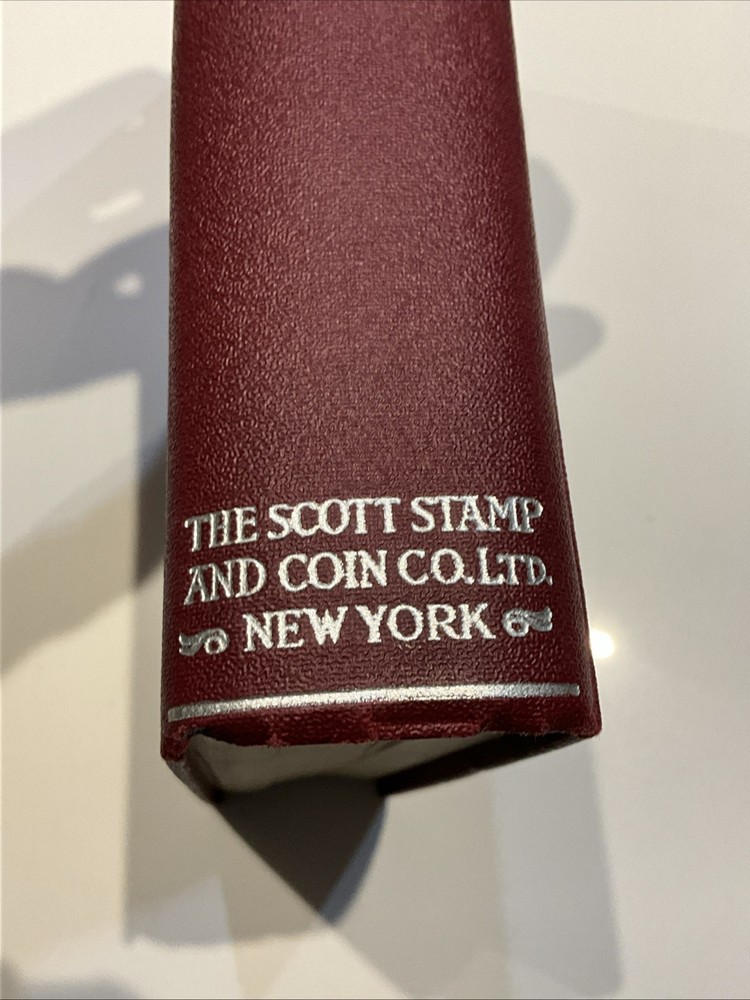 THE SCOTT STAMP
AND COIN CO. LTD.
NEW YORK